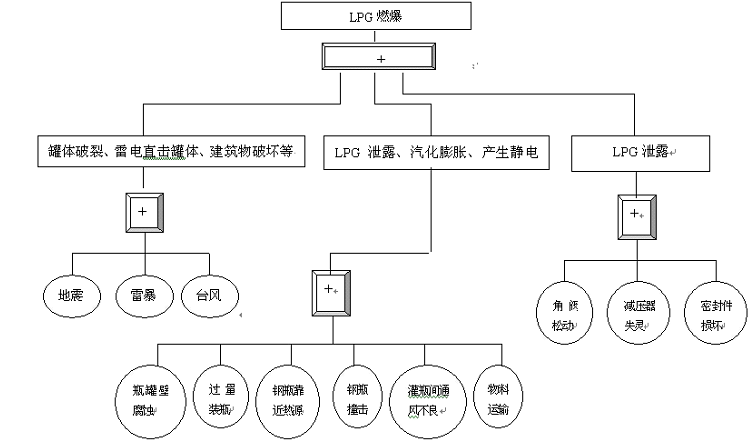 LPG 燃爆
+
罐体破裂、雷电直击罐体、建筑物破坏等
LPG 泄露、汽化膨胀、产生静电
LPG 泄露
+
+
+
地震
雷暴
台风
角 阀
松动
减压器
失灵
密封件
损坏
瓶罐壁
腐蚀
过 量
装瓶
钢瓶靠
近热源
钢瓶
撞击
灌瓶间通
风不良
物料
运输